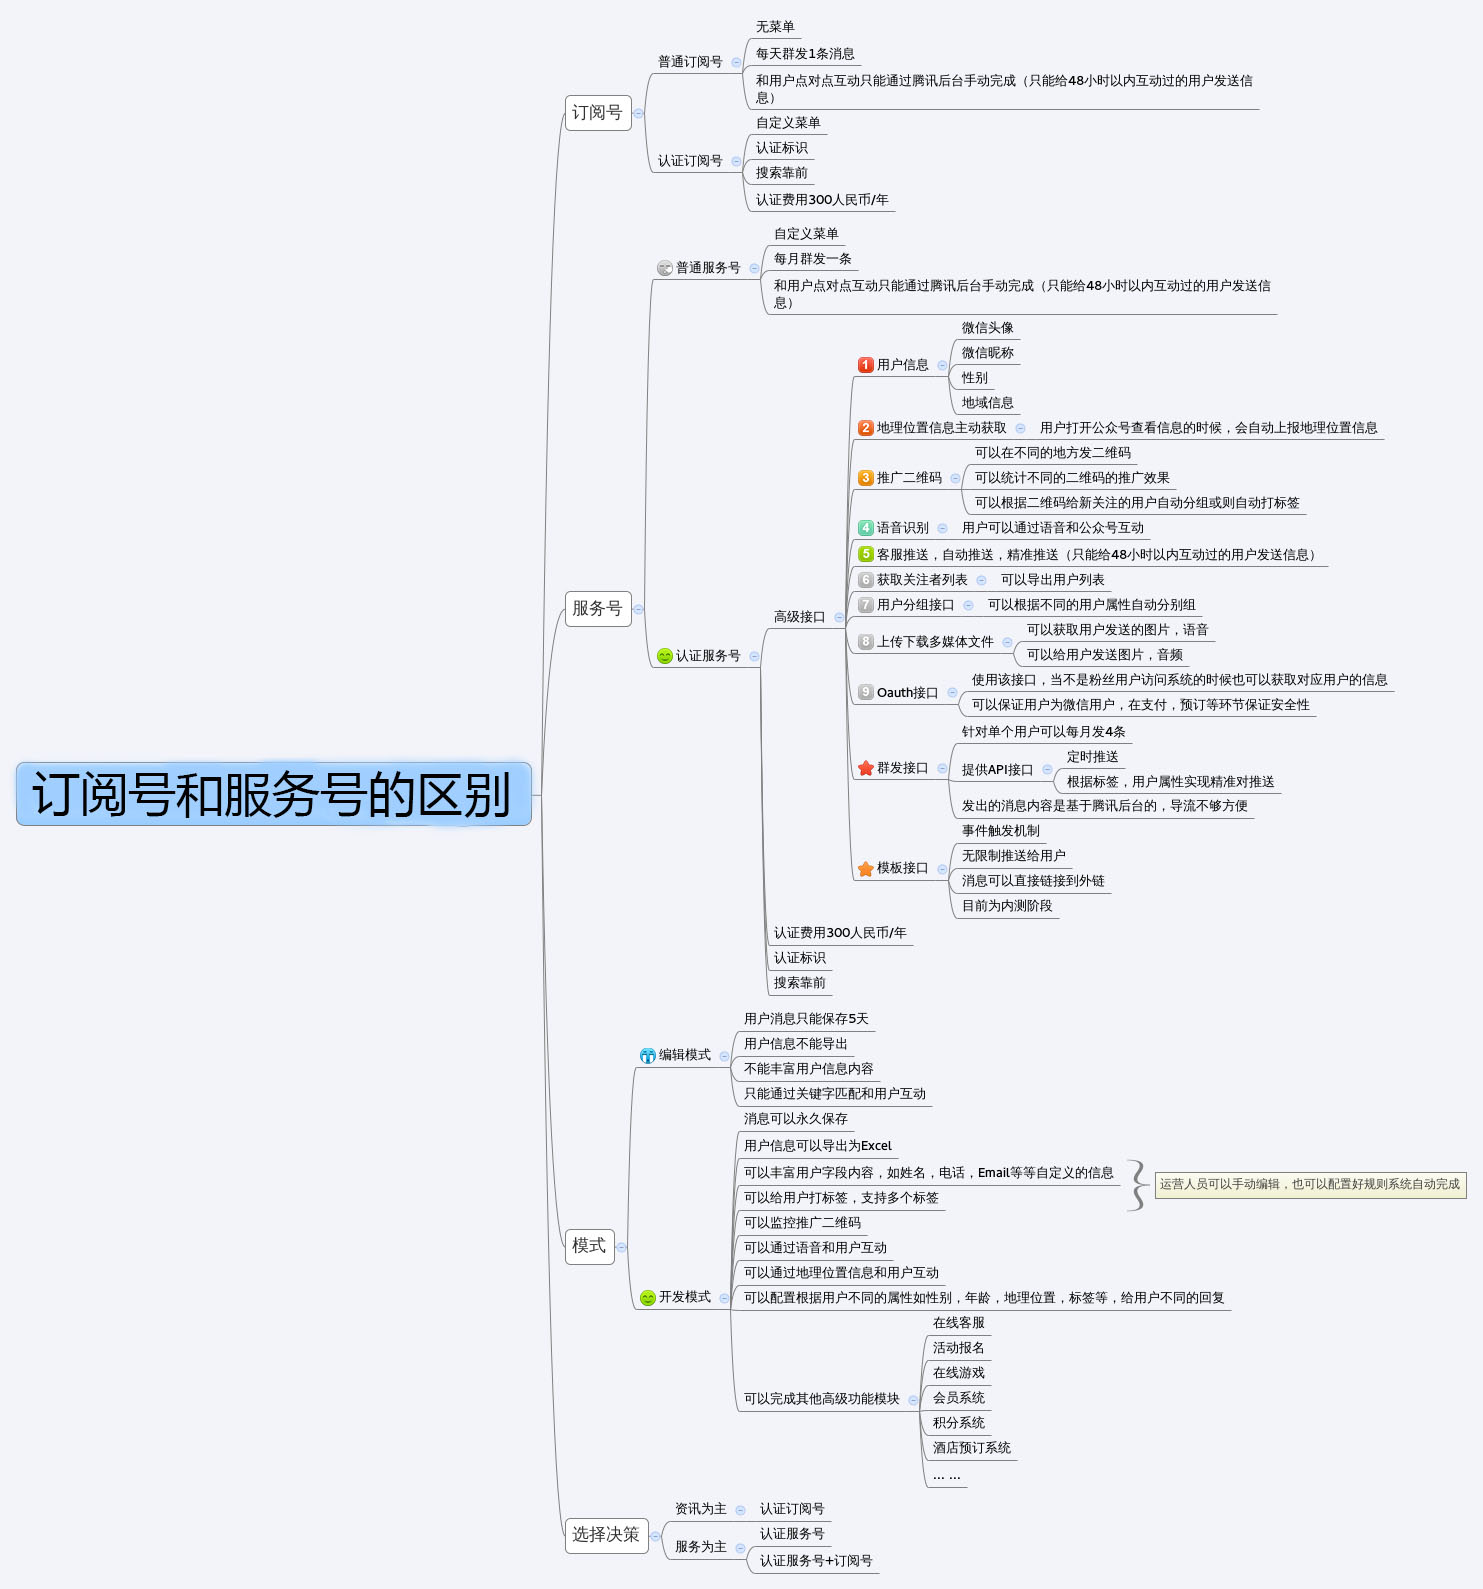 订阅号和服务号的区别
订阅号
普通订阅号
无菜单
每天群发1条消息
和用户点对点互动只能通过腾讯后台手动完成（只能给48小时以内互动过的用户发送信
息）
认证订阅号
自定义菜单
认证标识
搜索靠前
认证费用300人民币/年
服务号
普通服务号
自定义菜单
每月群发一条
和用户点对点互动只能通过腾讯后台手动完成（只能给48小时以内互动过的用户发送信
息）
认证服务号
高级接口
1 用户信息
微信头像
微信昵称
性别
地域信息
2 地理位置信息主动获取
用户打开公众号查看信息的时候，会自动上报地理位置信息
3 推广二维码
可以在不同的地方发二维码
可以统计不同的二维码的推广效果
可以根据二维码给新关注的用户自动分组或则自动打标签
4 语音识别
用户可以通过语音和公众号互动
5 客服推送，自动推送，精准推送（只能给48小时以内互动过的用户发送信息）
6 获取关注者列表
可以导出用户列表
7 用户分组接口
可以根据不同的用户属性自动分别组
8 上传下载多媒体文件
可以获取用户发送的图片，语音
可以给用户发送图片，音频
9 Oauth接口
使用该接口，当不是粉丝用户访问系统的时候也可以获取对应用户的信息
可以保证用户为微信用户，在支付，预订等环节保证安全性
群发接口
针对单个用户可以每月发4条
提供API接口
定时推送
根据标签，用户属性实现精准对推送
发出的消息内容是基于腾讯后台的，导流不够方便
模板接口
事件触发机制
无限制推送给用户
消息可以直接链接到外链
目前为内测阶段
认证费用300人民币/年
认证标识
搜索靠前
模式
编辑模式
用户消息只能保存5天
用户信息不能导出
不能丰富用户信息内容
只能通过关键字匹配和用户互动
开发模式
消息可以永久保存
用户信息可以导出为Excel
可以丰富用户字段内容，如姓名，电话，Email等等自定义的信息
可以给用户打标签，支持多个标签
运营人员可以手动编辑，也可以配置好规则系统自动完成
可以监控推广二维码
可以通过语音和用户互动
可以通过地理位置信息和用户互动
可以配置根据用户不同的属性如性别，年龄，地理位置，标签等，给用户不同的回复
可以完成其他高级功能模块
在线客服
活动报名
在线游戏
会员系统
积分系统
酒店预订系统
... ...
选择决策
资讯为主
认证订阅号
服务为主
认证服务号
认证服务号+订阅号